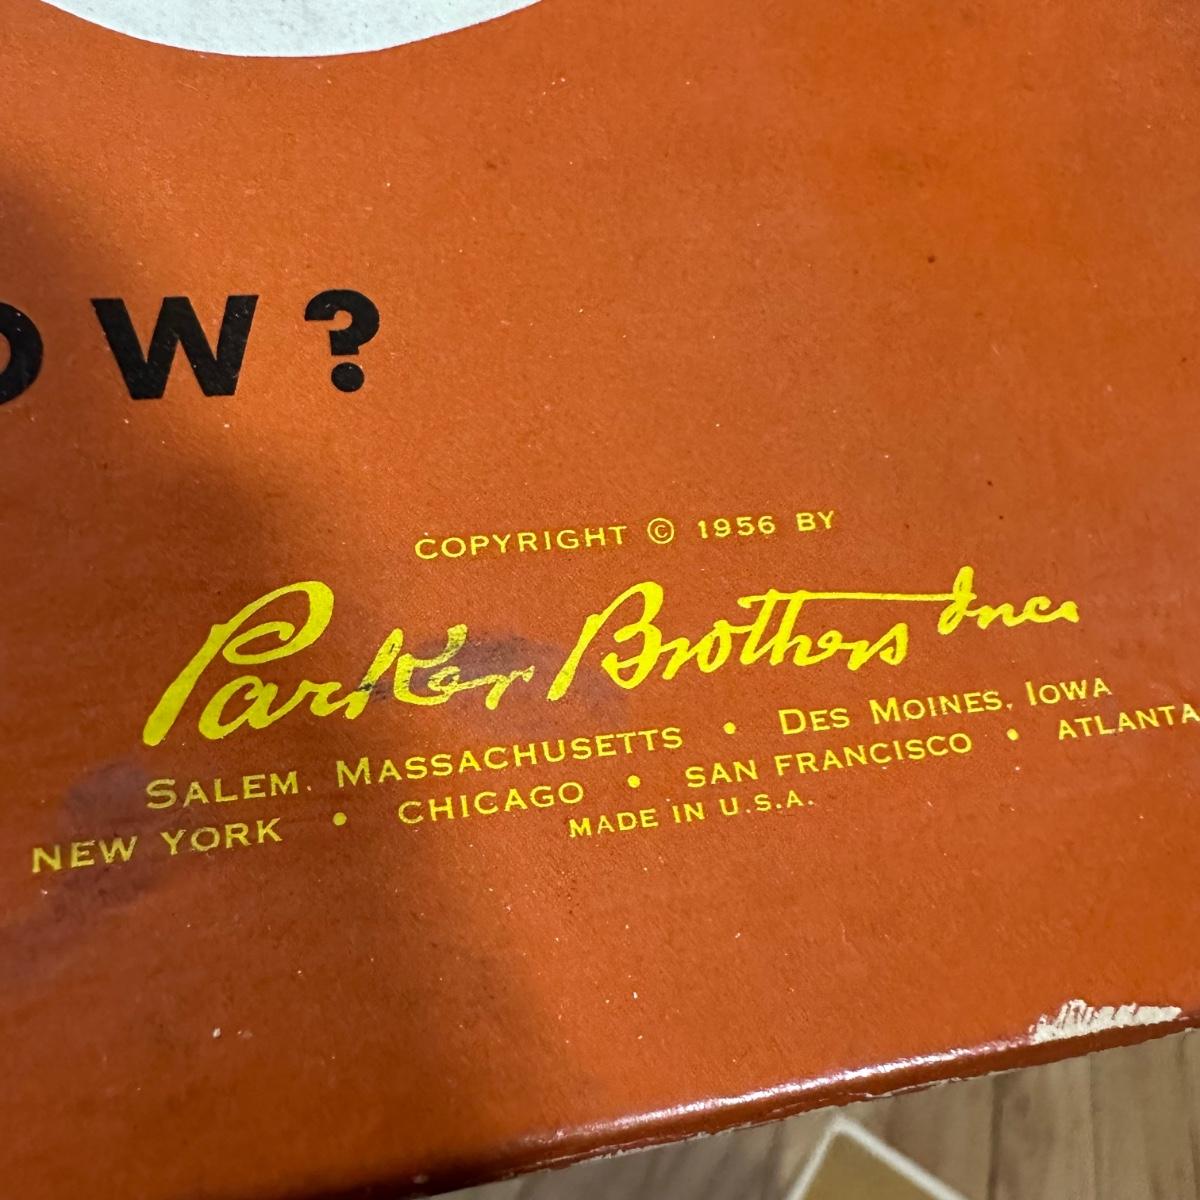 OW?
COPYRIGHT © 1956 BY
Parker Brothers Inc.
SALEM, MASSACHUSETTS • DES MOINES, IOWA
NEW YORK • CHICAGO • SAN FRANCISCO • ATLANTA
MADE IN U.S.A.